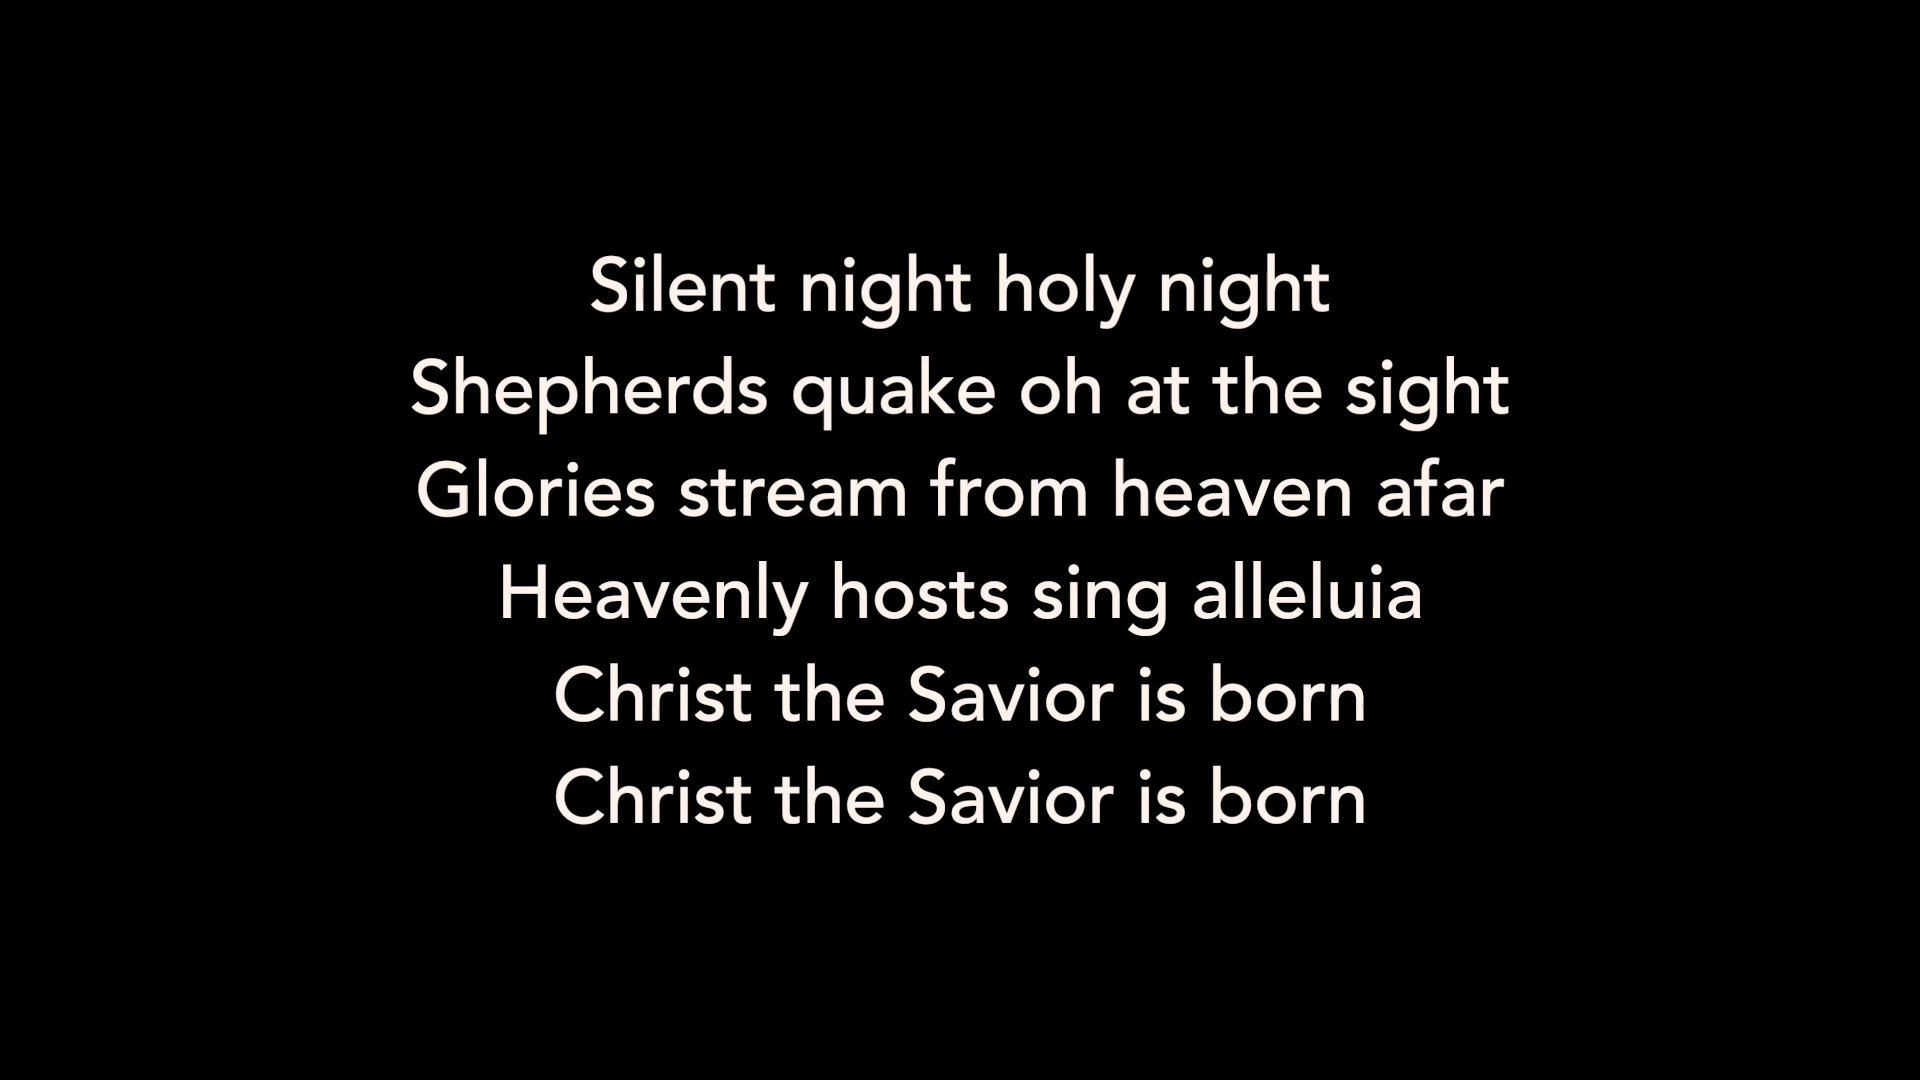 Silent night holy night
Shepherds quake oh at the sight
Glories stream from heaven afar
Heavenly hosts sing alleluia
Christ the Savior is born
Christ the Savior is born